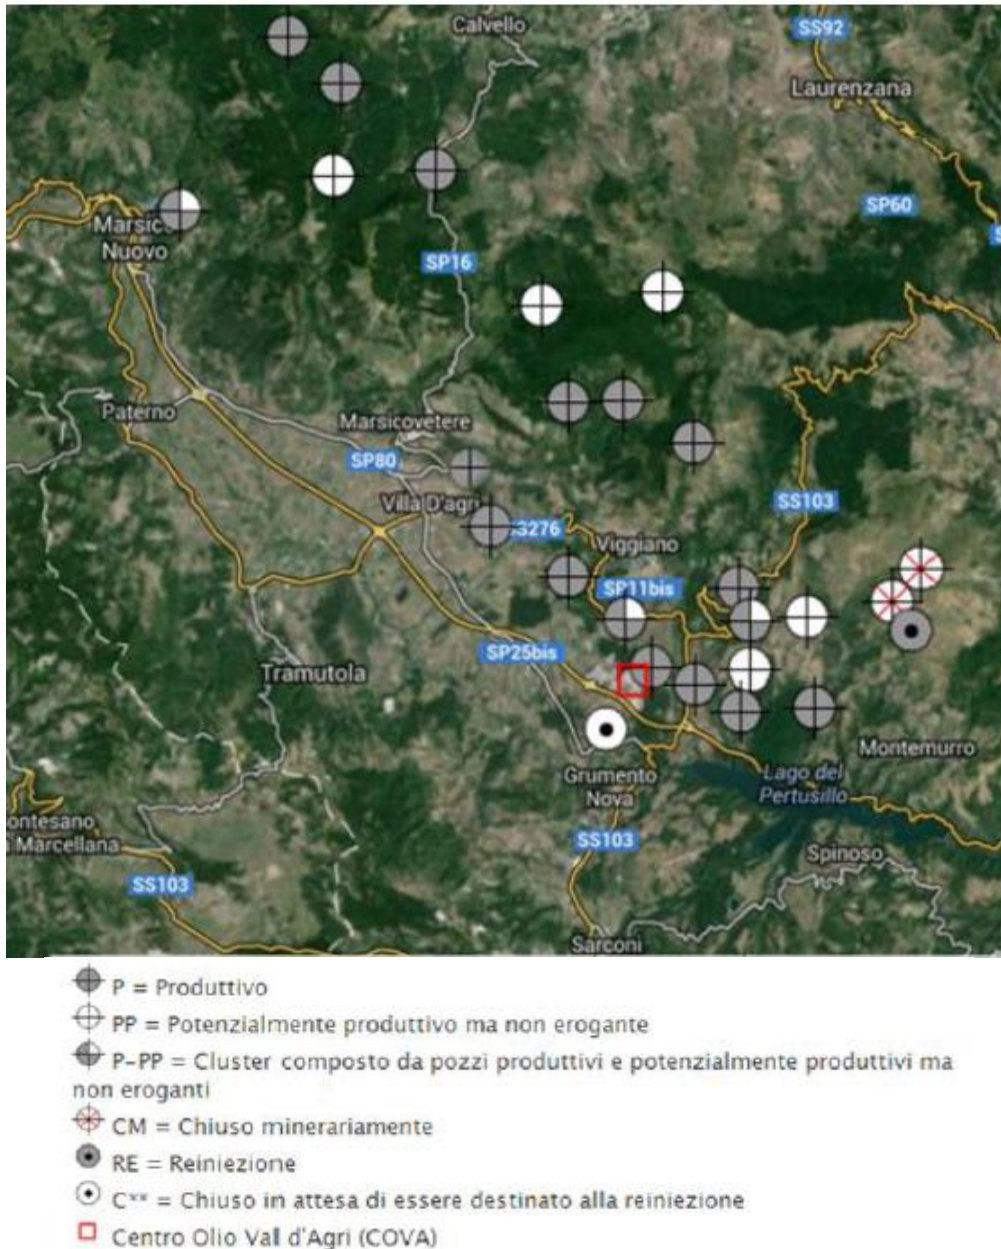 Calvello
SS92
Laurenzana
SP60
Marsic
Nuovo
SP16
Paterno
Marsicovetere
SP80
Villa D'agri
SS103
3276
Viggiano
SP11bis
SP25bis
Tramutola
Montemurro
Grumento
Nova
Lago del
Pertusillo
ontesano
Marcellana
SS103
Spinoso
SS103
Sarconi
P = Produttivo
PP = Potenzialmente produttivo ma non erogante
P-PP = Cluster composto da pozzi produttivi e potenzialmente produttivi ma
non eroganti
CM = Chiuso minerariamente
RE = Reiniezione
C** = Chiuso in attesa di essere destinato alla reiniezione
Centro Olio Val d'Agri (COVA)